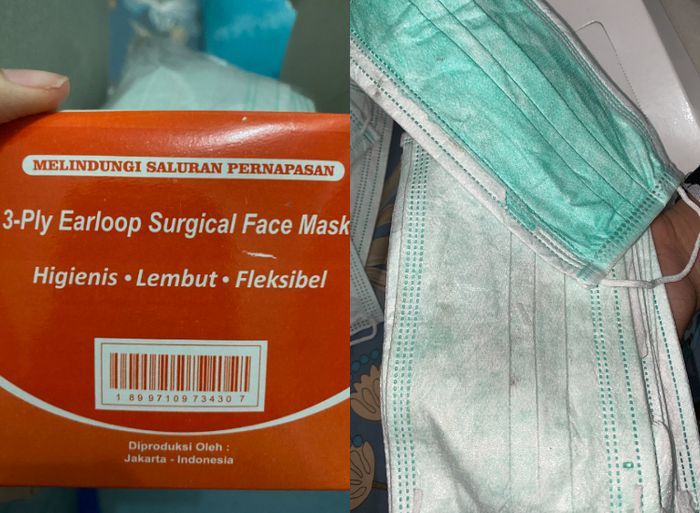 MELINDUNGI SALURAN PERNAPASAN
3-Ply Earloop Surgical Face Mask
Higienis • Lembut • Fleksibel
1 899710 973430 7
Diproduksi Oleh :
Jakarta - Indonesia